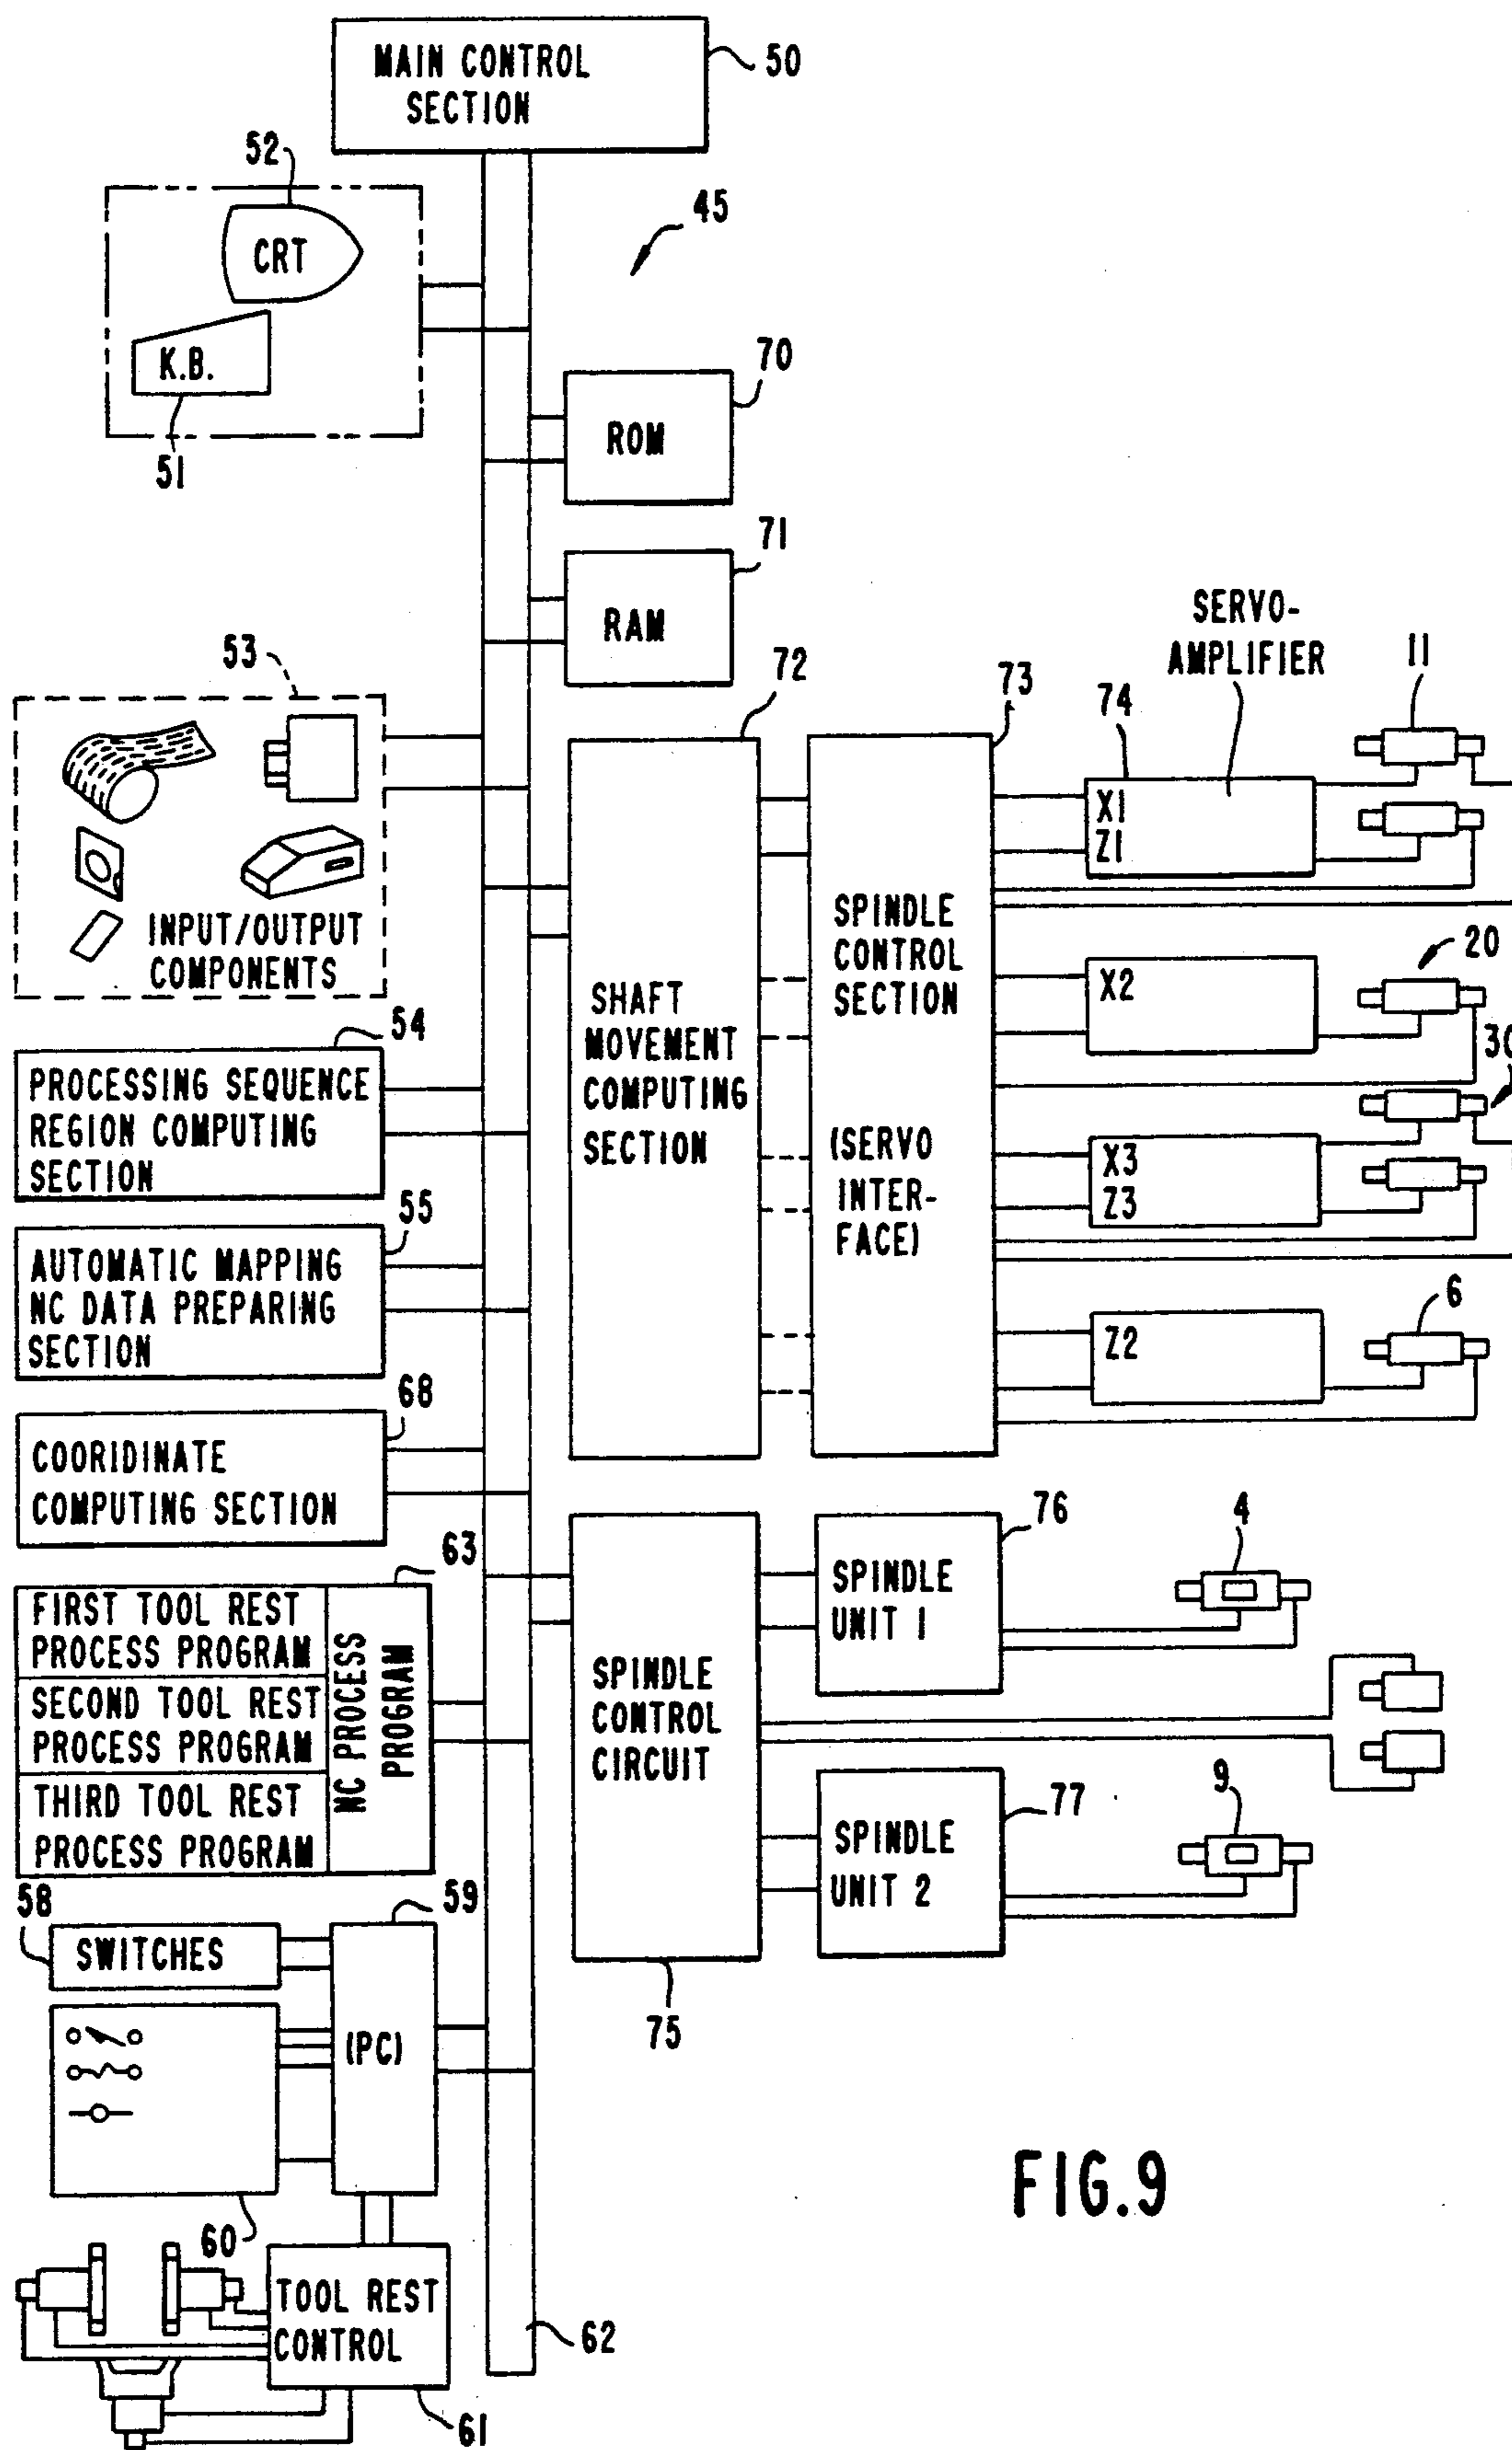 MAIN CONTROL
SECTION
50
52
CRT
K.B.
51
45
70
ROM
71
RAM
53
INPUT/OUTPUT
COMPONENTS
72
73
SERVO-
AMPLIFIER
74
11
X1
Z1
SHAFT
MOVEMENT
COMPUTING
SECTION
SPINDLE
CONTROL
SECTION
(SERVO
INTER-
FACE)
X2
20
30
X3
Z3
Z2
6
54
PROCESSING SEQUENCE
REGION COMPUTING
SECTION
55
AUTOMATIC MAPPING
NC DATA PREPARING
SECTION
68
COORIDINATE
COMPUTING SECTION
63
FIRST TOOL REST
PROCESS PROGRAM
SECOND TOOL REST
PROCESS PROGRAM
THIRD TOOL REST
PROCESS PROGRAM
NC PROCESS
PROGRAM
SPINDLE
CONTROL
CIRCUIT
75
76
SPINDLE
UNIT 1
4
77
SPINDLE
UNIT 2
9
58
SWITCHES
59
(PC)
60
TOOL REST
CONTROL
61
62
FIG.9